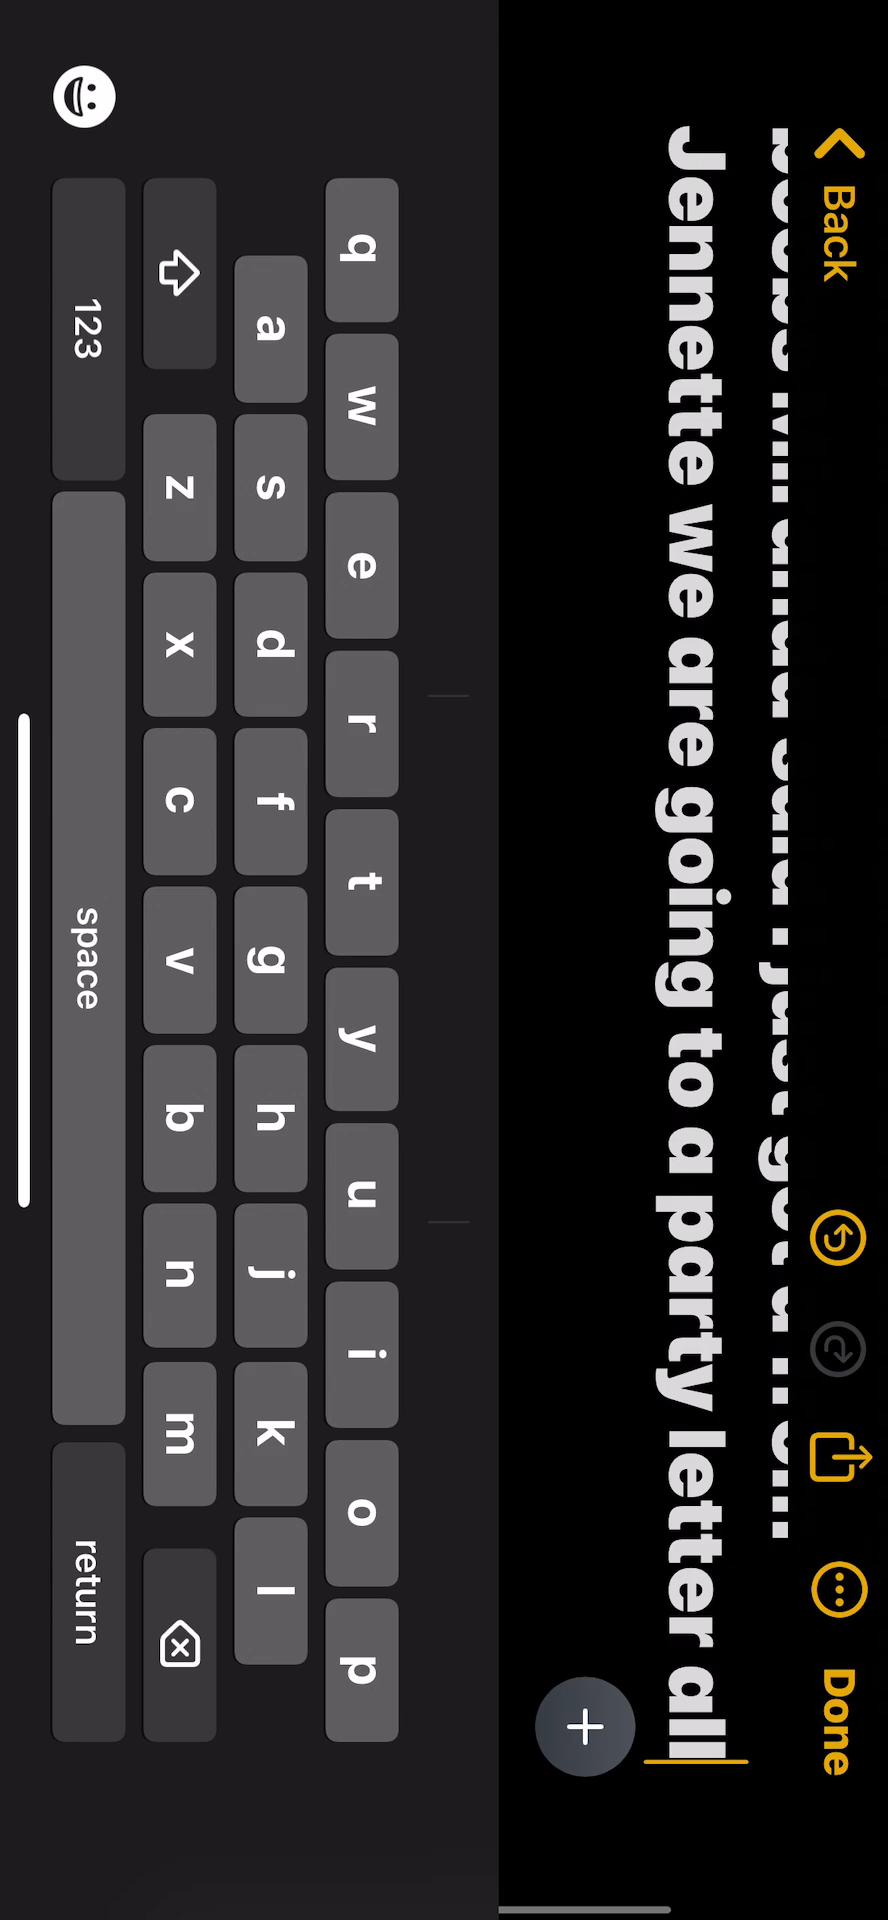 Back
Done
Jennette we are going to a party letter all
q w e r t y u i o p
a s d f g h j k l
z x c v b n m
123 space return